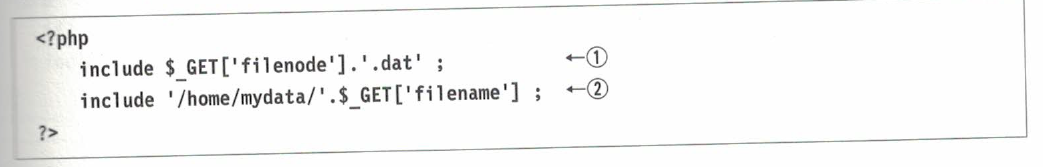 <?php
include $_GET['filenode'].'.dat' ; ←①
include '/home/mydata/'.$_GET['filename'] ; ←②
?>